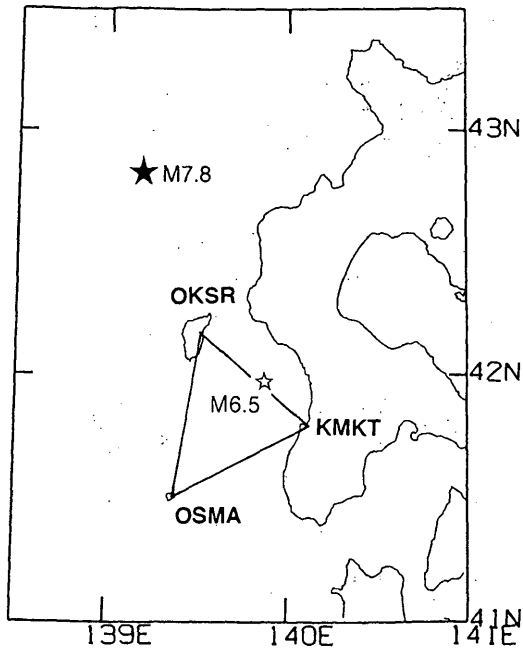 43N
M7.8
OKSR
42N
M6.5
KMKT
OSMA
41N
139E 140E 141E